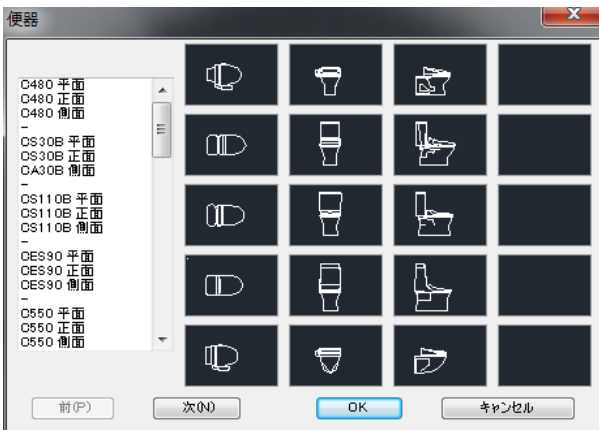 便器
C480 平面
C480 正面
C480 側面
-
CS30B 平面
CS30B 正面
CA30B 側面
-
CS110B 平面
CS110B 正面
CS110B 側面
-
CES90 平面
CES90 正面
CES90 側面
-
C550 平面
C550 正面
C550 側面
前(P)
次(N)
OK
キャンセル